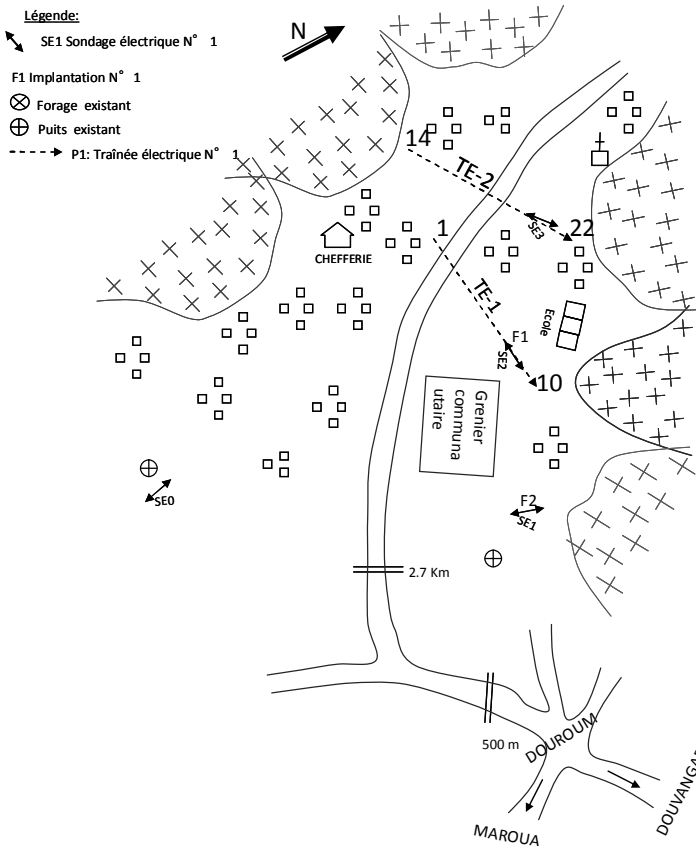 Légende:
SE1 Sondage électrique N° 1
F1 Implantation N° 1
Forage existant
Puits existant
P1: Traînée électrique N° 1
N
14
TE-2
22
SE3
1
CHEFFERIE
TE-1
Ecole
F1
SE2
10
Grenier
communa
utaire
SE0
F2
SE1
2.7 Km
500 m
DOUROUM
DOUVANGAR
MAROUA